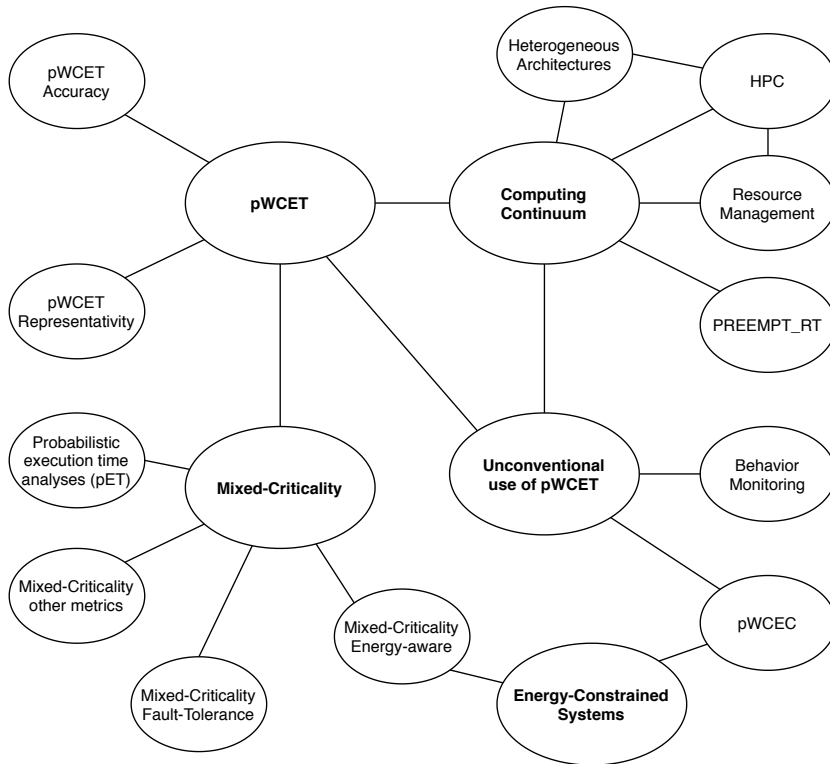 pWCET
Accuracy
Heterogeneous
Architectures
HPC
pWCET
Computing
Continuum
Resource
Management
pWCET
Representativity
PREEMPT_RT
Probabilistic
execution time
analyses (pET)
Mixed-Criticality
Unconventional
use of pWCET
Behavior
Monitoring
Mixed-Criticality
other metrics
Mixed-Criticality
Energy-aware
pWCEC
Mixed-Criticality
Fault-Tolerance
Energy-Constrained
Systems